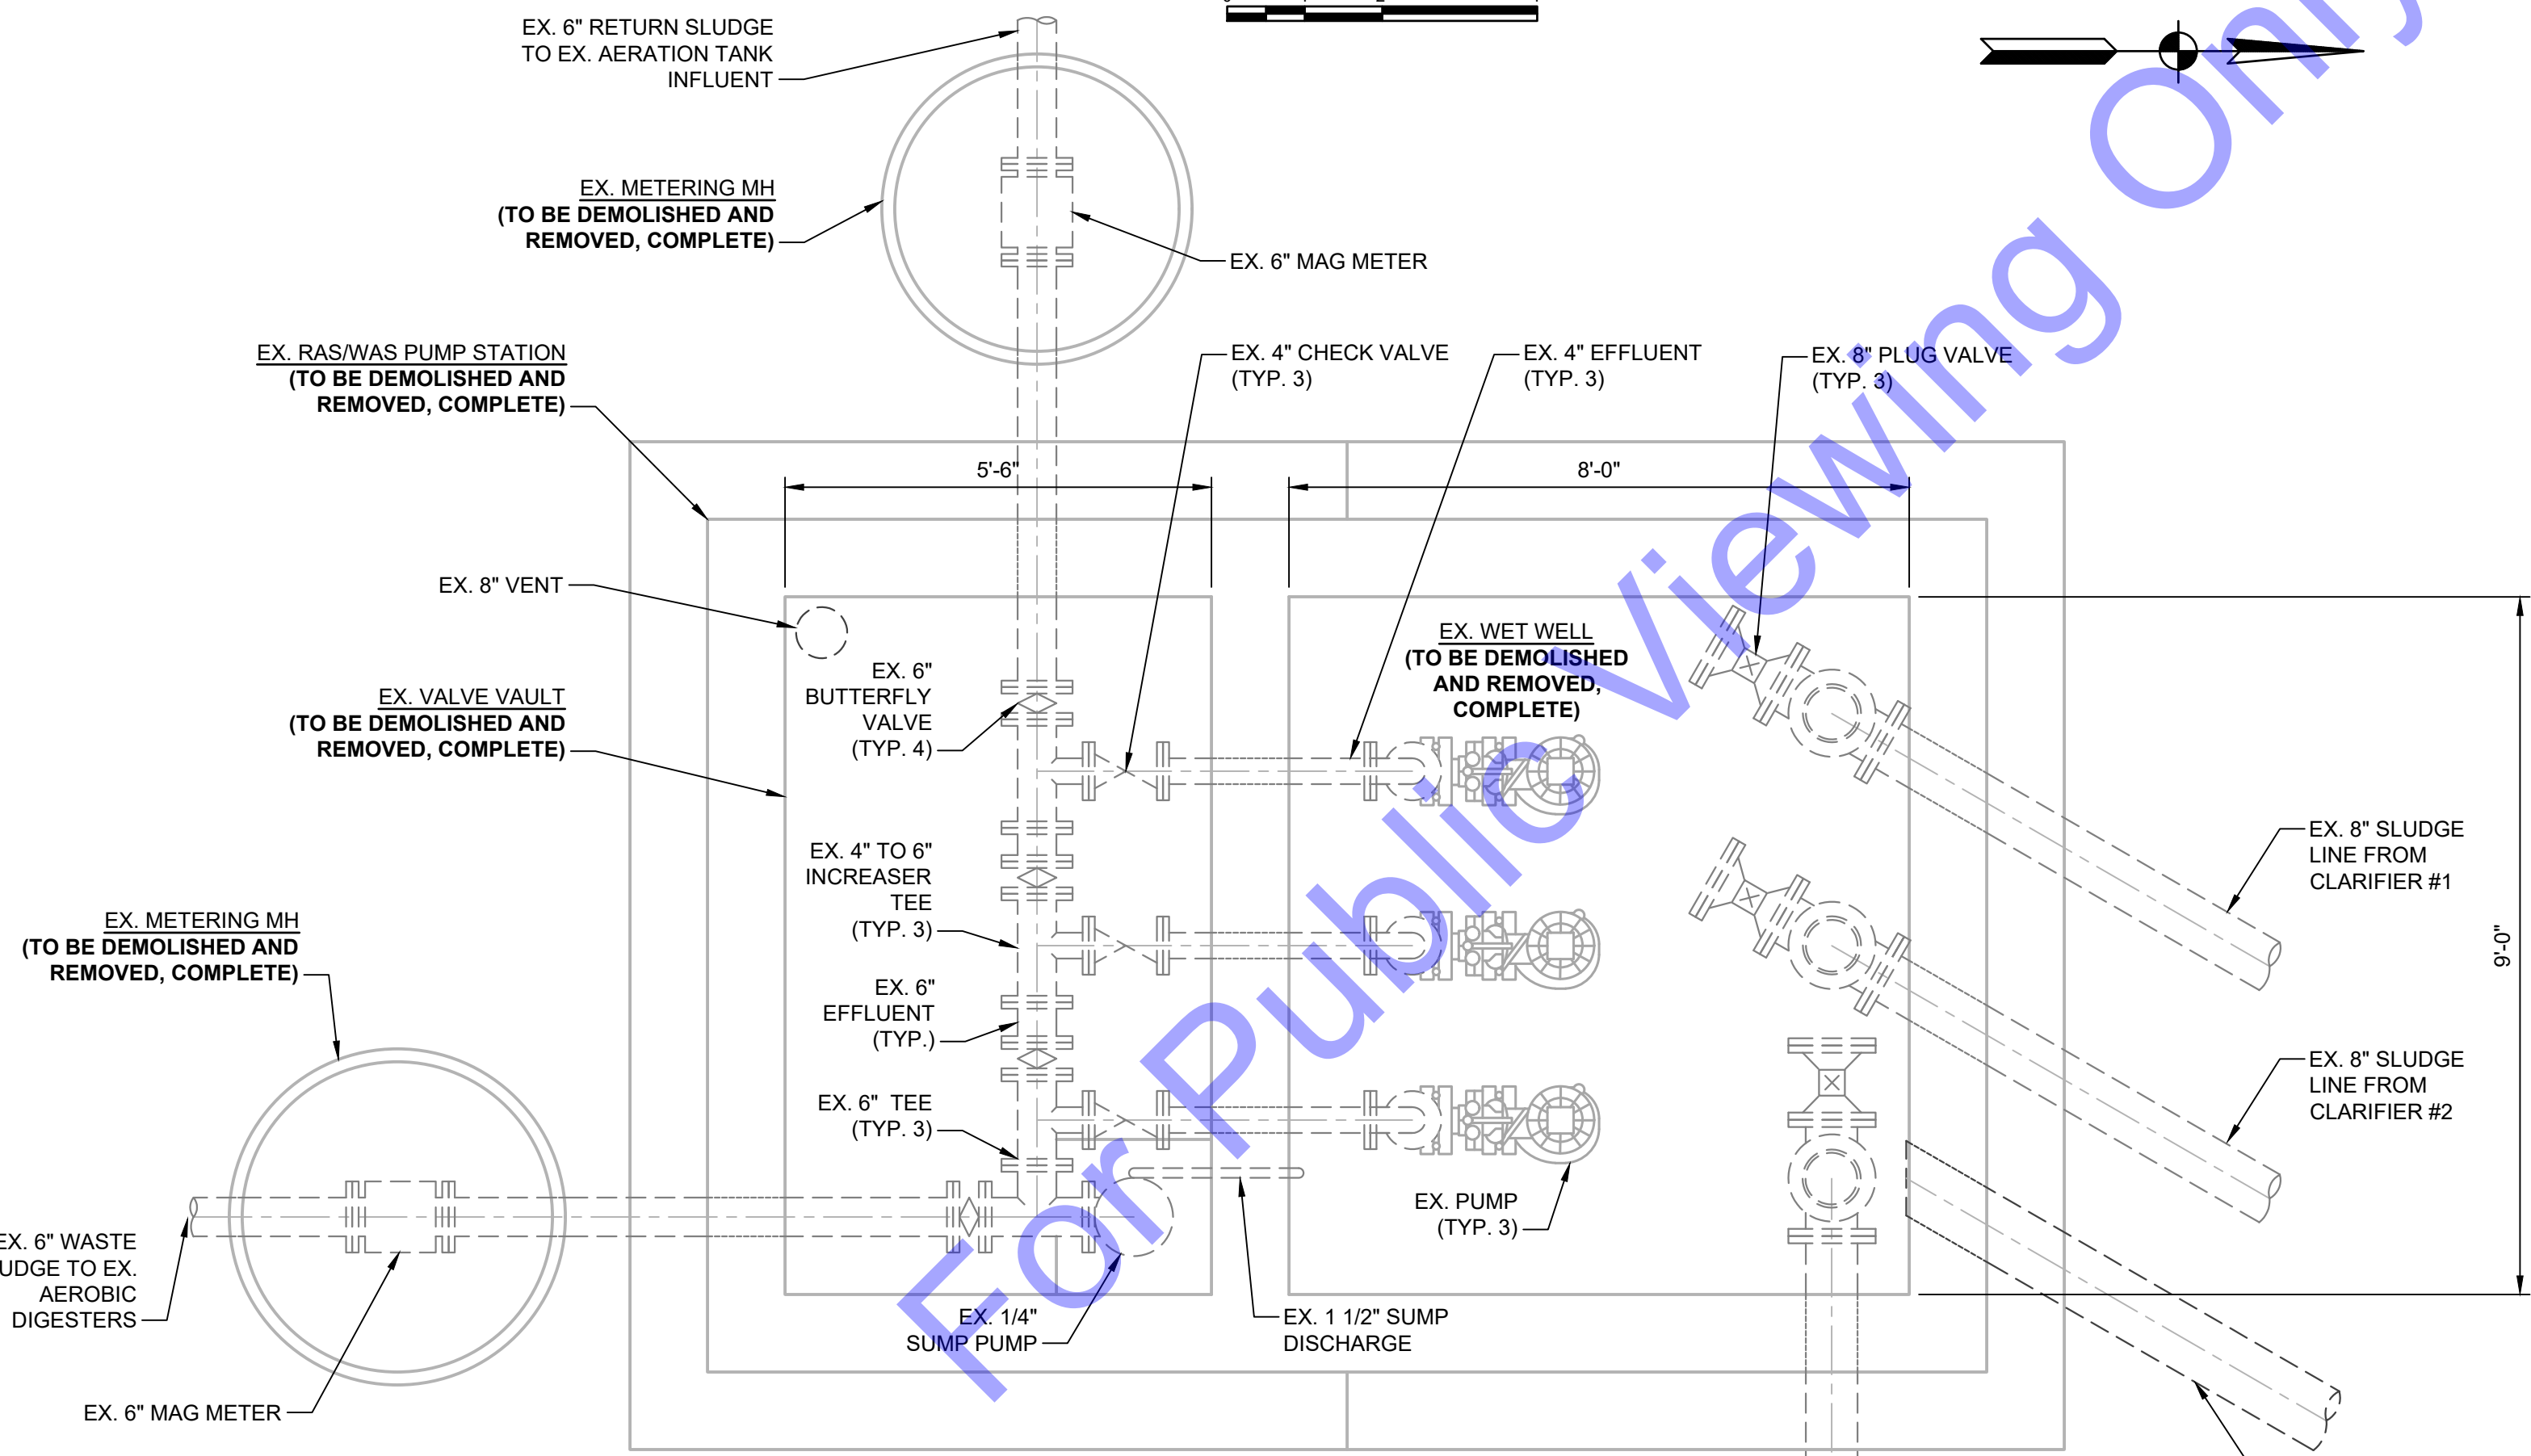 EX. 6" RETURN SLUDGE
TO EX. AERATION TANK
INFLUENT
EX. METERING MH
(TO BE DEMOLISHED AND
REMOVED, COMPLETE)
EX. 6" MAG METER
EX. RAS/WAS PUMP STATION
(TO BE DEMOLISHED AND
REMOVED, COMPLETE)
EX. 4" CHECK VALVE
(TYP. 3)
EX. 4" EFFLUENT
(TYP. 3)
EX. 8" PLUG VALVE
(TYP. 3)
5'-6"
8'-0"
EX. 8" VENT
EX. WET WELL
(TO BE DEMOLISHED
AND REMOVED,
COMPLETE)
EX. 6"
BUTTERFLY
VALVE
(TYP. 4)
EX. VALVE VAULT
(TO BE DEMOLISHED AND
REMOVED, COMPLETE)
EX. 8" SLUDGE
LINE FROM
CLARIFIER #1
EX. 4" TO 6"
INCREASER
TEE
(TYP. 3)
EX. METERING MH
(TO BE DEMOLISHED AND
REMOVED, COMPLETE)
9'-0"
EX. 6"
EFFLUENT
(TYP.)
EX. 8" SLUDGE
LINE FROM
CLARIFIER #2
EX. 6" TEE
(TYP. 3)
EX. PUMP
(TYP. 3)
EX. 6" WASTE
UDGE TO EX.
AEROBIC
DIGESTERS
EX. 1/4"
SUMP PUMP
EX. 1 1/2" SUMP
DISCHARGE
EX. 6" MAG METER
For Public Viewing Only